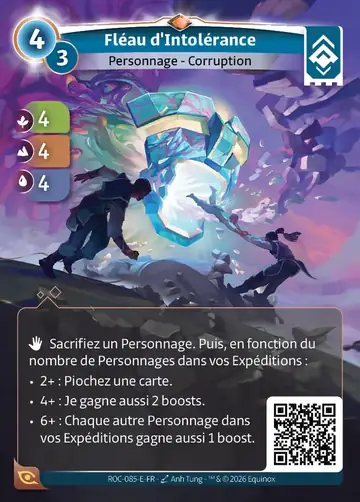 4
Fléau d'Intolérance
3
Personnage - Corruption
4
4
4
Sacrifiez un Personnage. Puis, en fonction du
nombre de Personnages dans vos Expéditions :
• 2+ : Piochez une carte.
• 4+ : Je gagne aussi 2 boosts.
• 6+ : Chaque autre Personnage dans
vos Expéditions gagne aussi 1 boost.
ROC-085-E-FR - Anh Tung - ™ & © 2026 Equinox